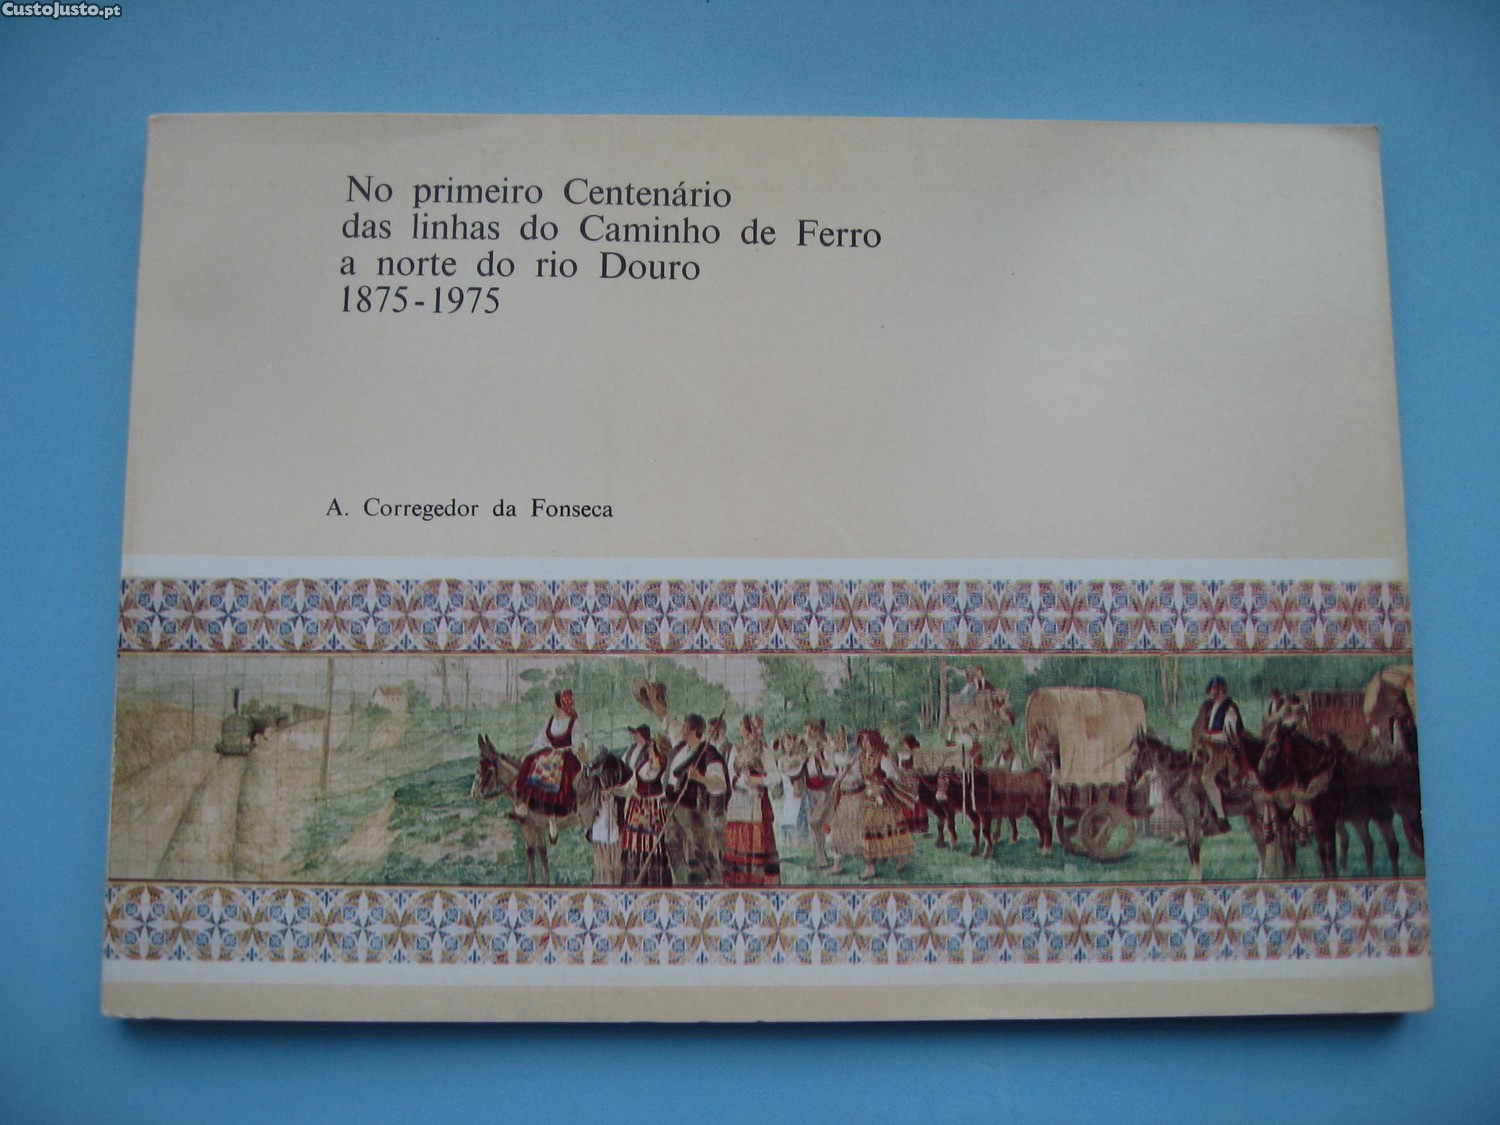 CustoJusto.pt
No primeiro Centenário
das linhas do Caminho de Ferro
a norte do rio Douro
1875-1975
A. Corregedor da Fonseca